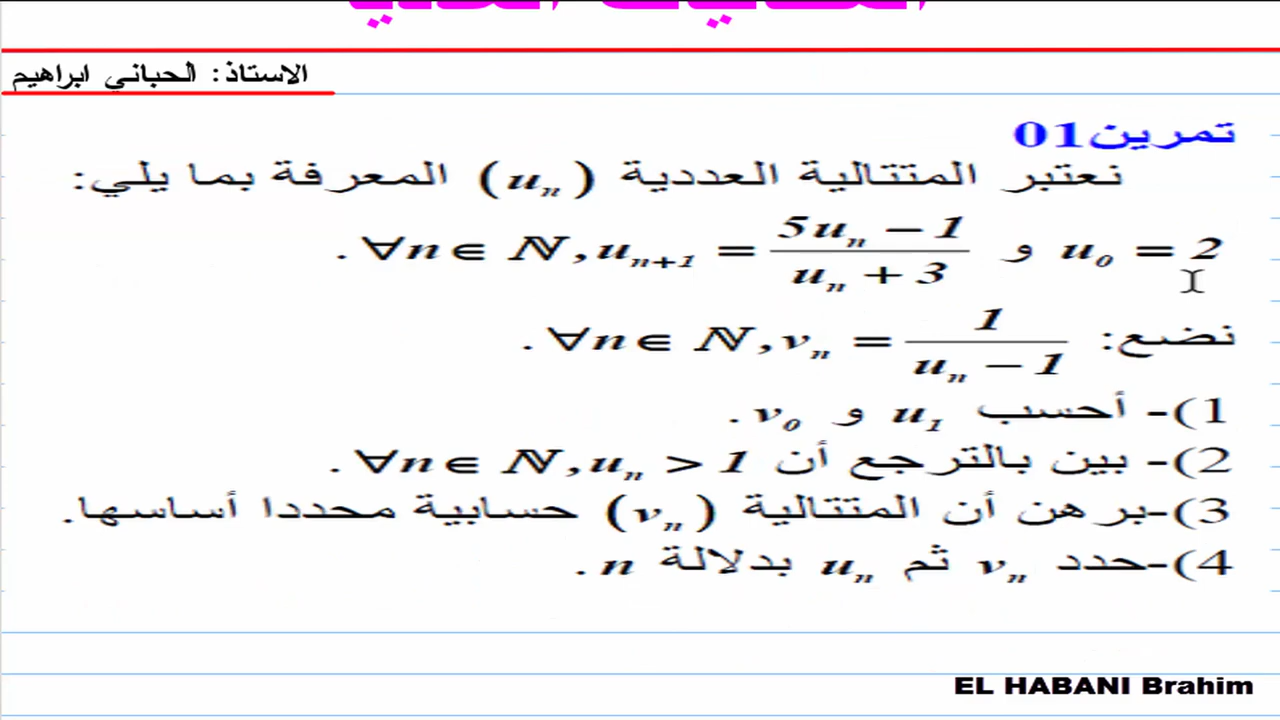 الاستاذ: الحباني ابراهيم
تمرين01
نعتبر المتتالية العددية (uₙ) المعرفة بما يلي:
u₀ = 2 و ∀n ∈ ℕ, uₙ₊₁ = (5uₙ − 1)/(uₙ + 3) .
نضع: ∀n ∈ ℕ, vₙ = 1/(uₙ − 1) .
1)- أحسب u₁ و v₀ .
2)- بين بالترجع أن ∀n ∈ ℕ, uₙ > 1 .
3)-برهن أن المتتالية (vₙ) حسابية محددا أساسها.
4)-حدد vₙ ثم uₙ بدلالة n .
EL HABANI Brahim